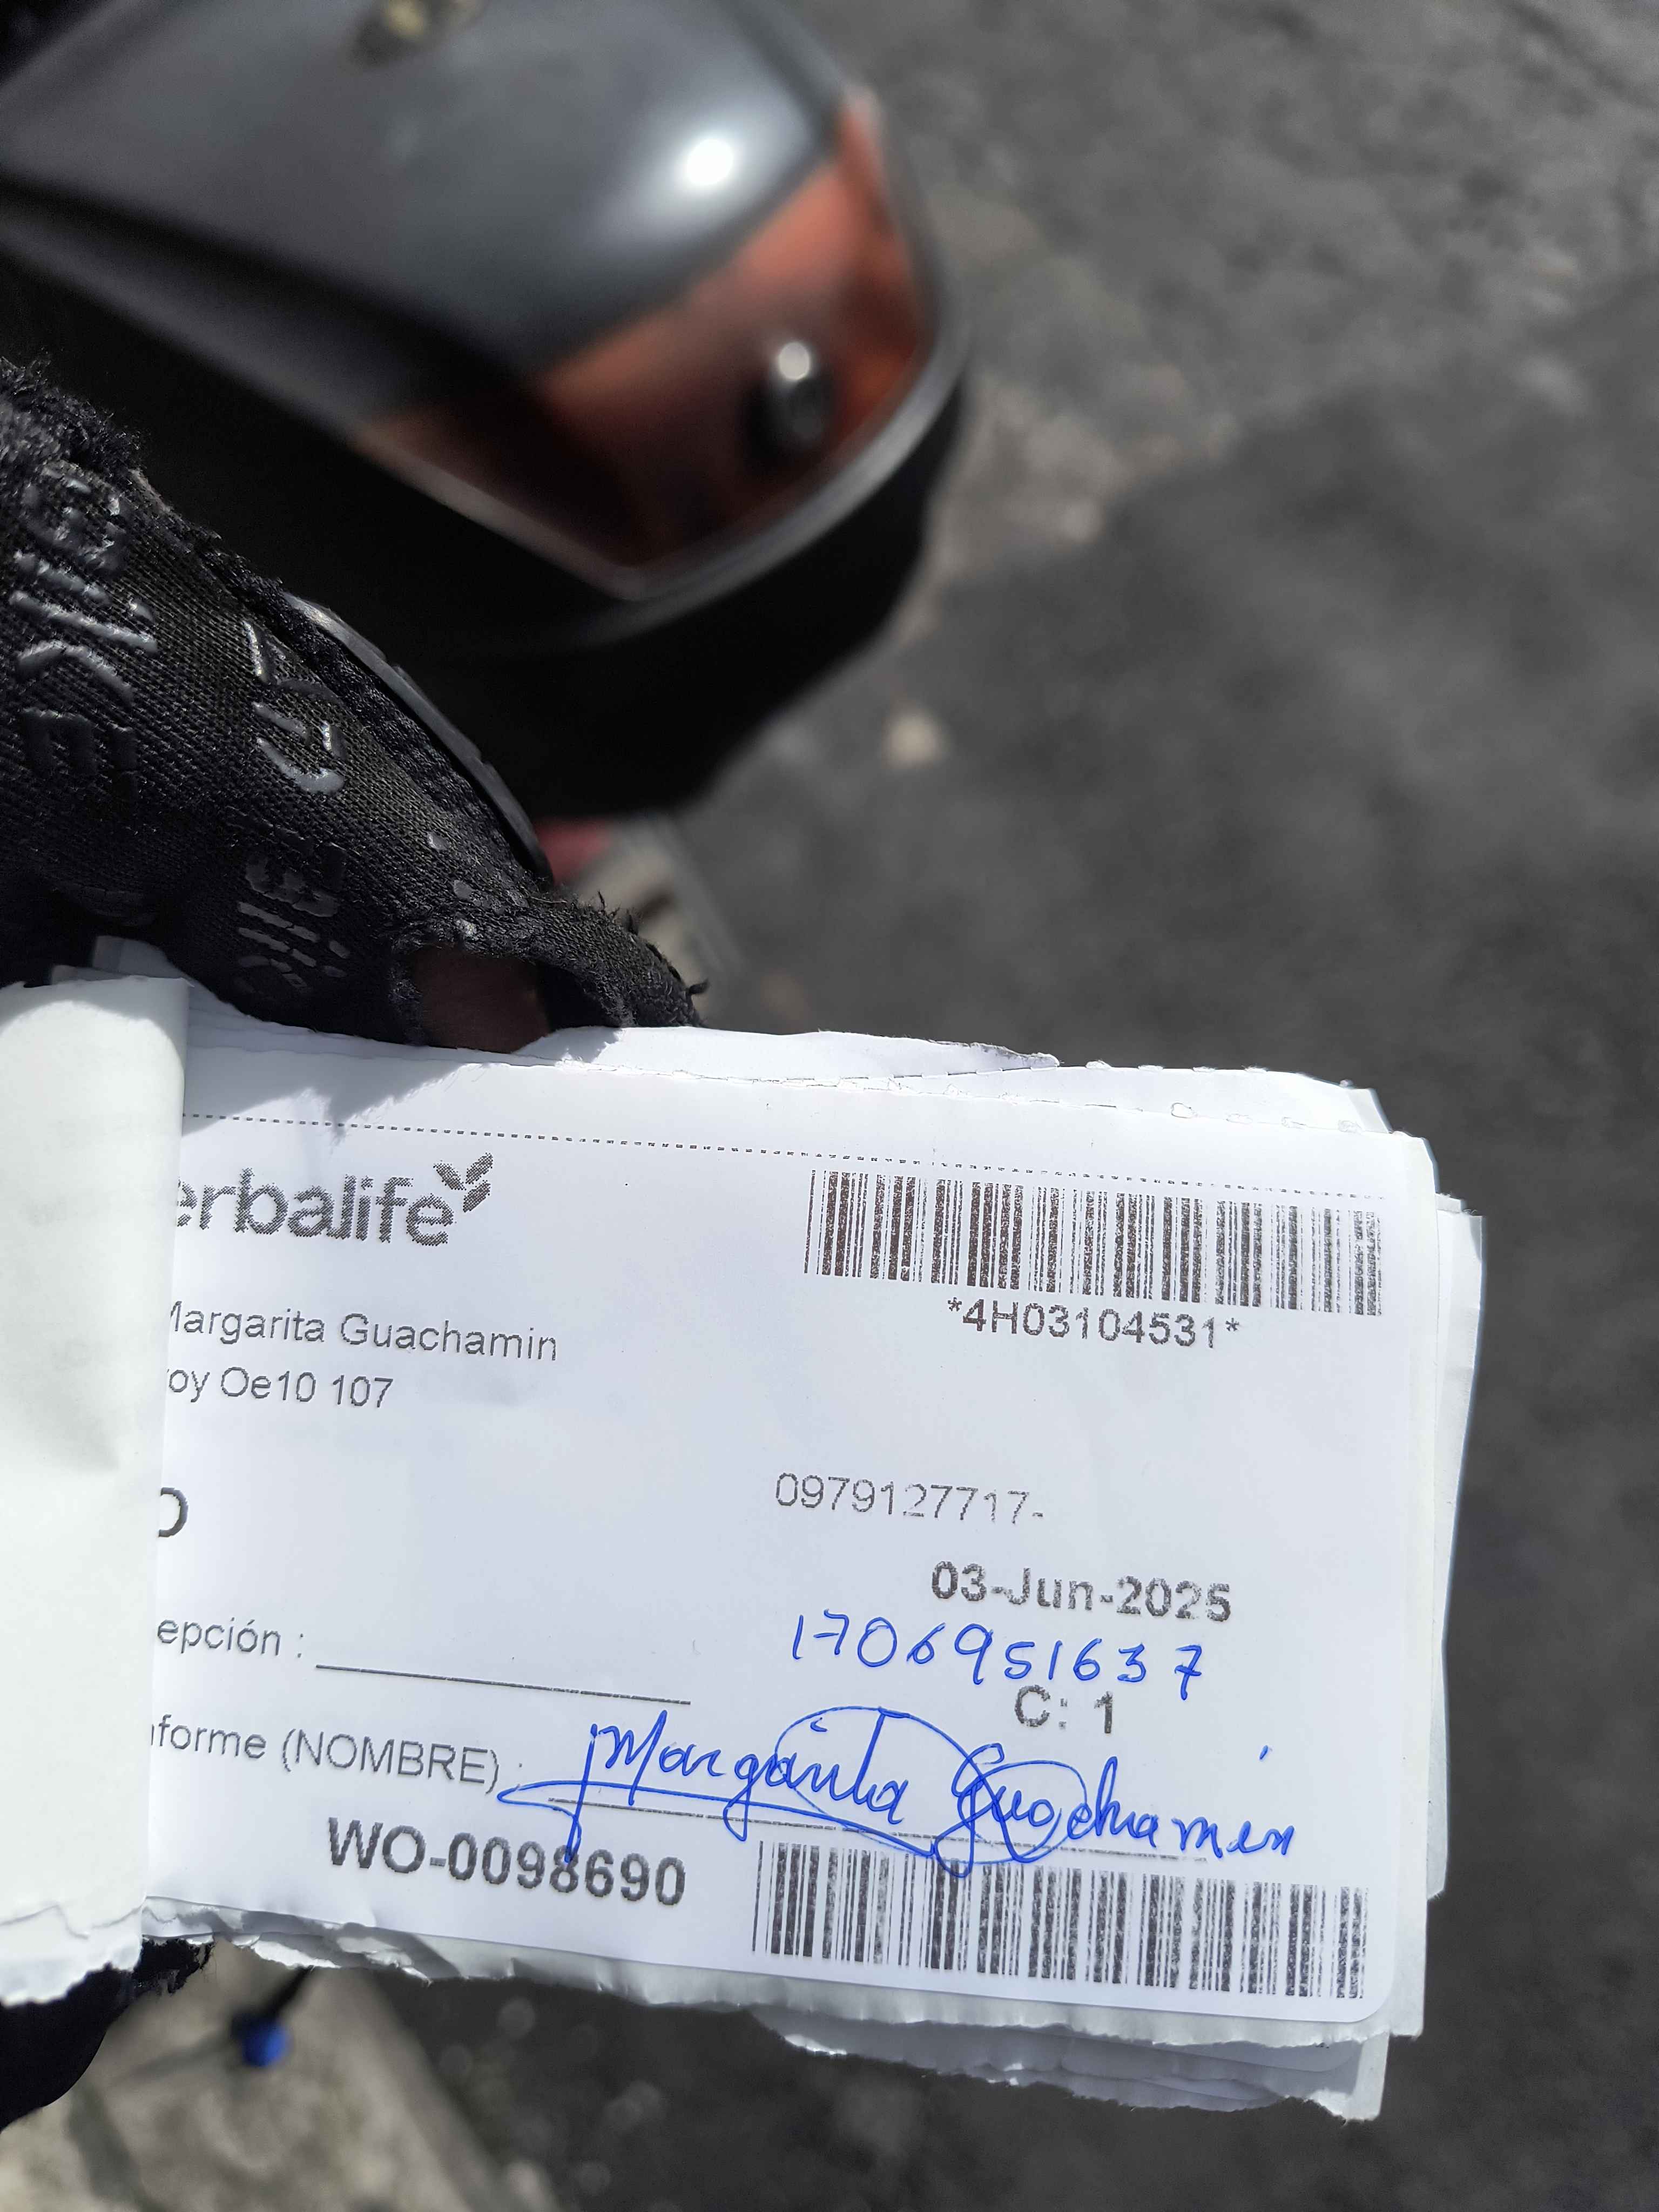 erbalife
*4H03104531*
Margarita Guachamin
roy Oe10 107
0979127717-
O
03-Jun-2025
1706951637
epción :
C: 1
nforme (NOMBRE) : Margarita Guachamín
WO-0098690